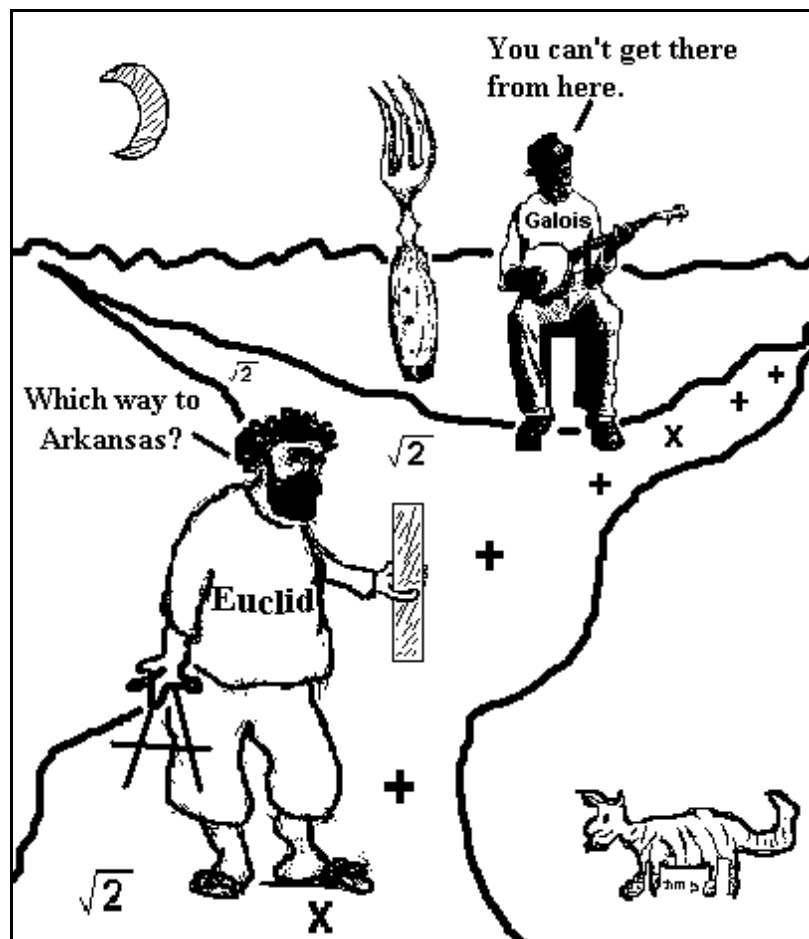 You can't get there
from here.
Galois
√2
Which way to
Arkansas?
+
+
-
X
√2
+
+
Euclid
+
√2
X